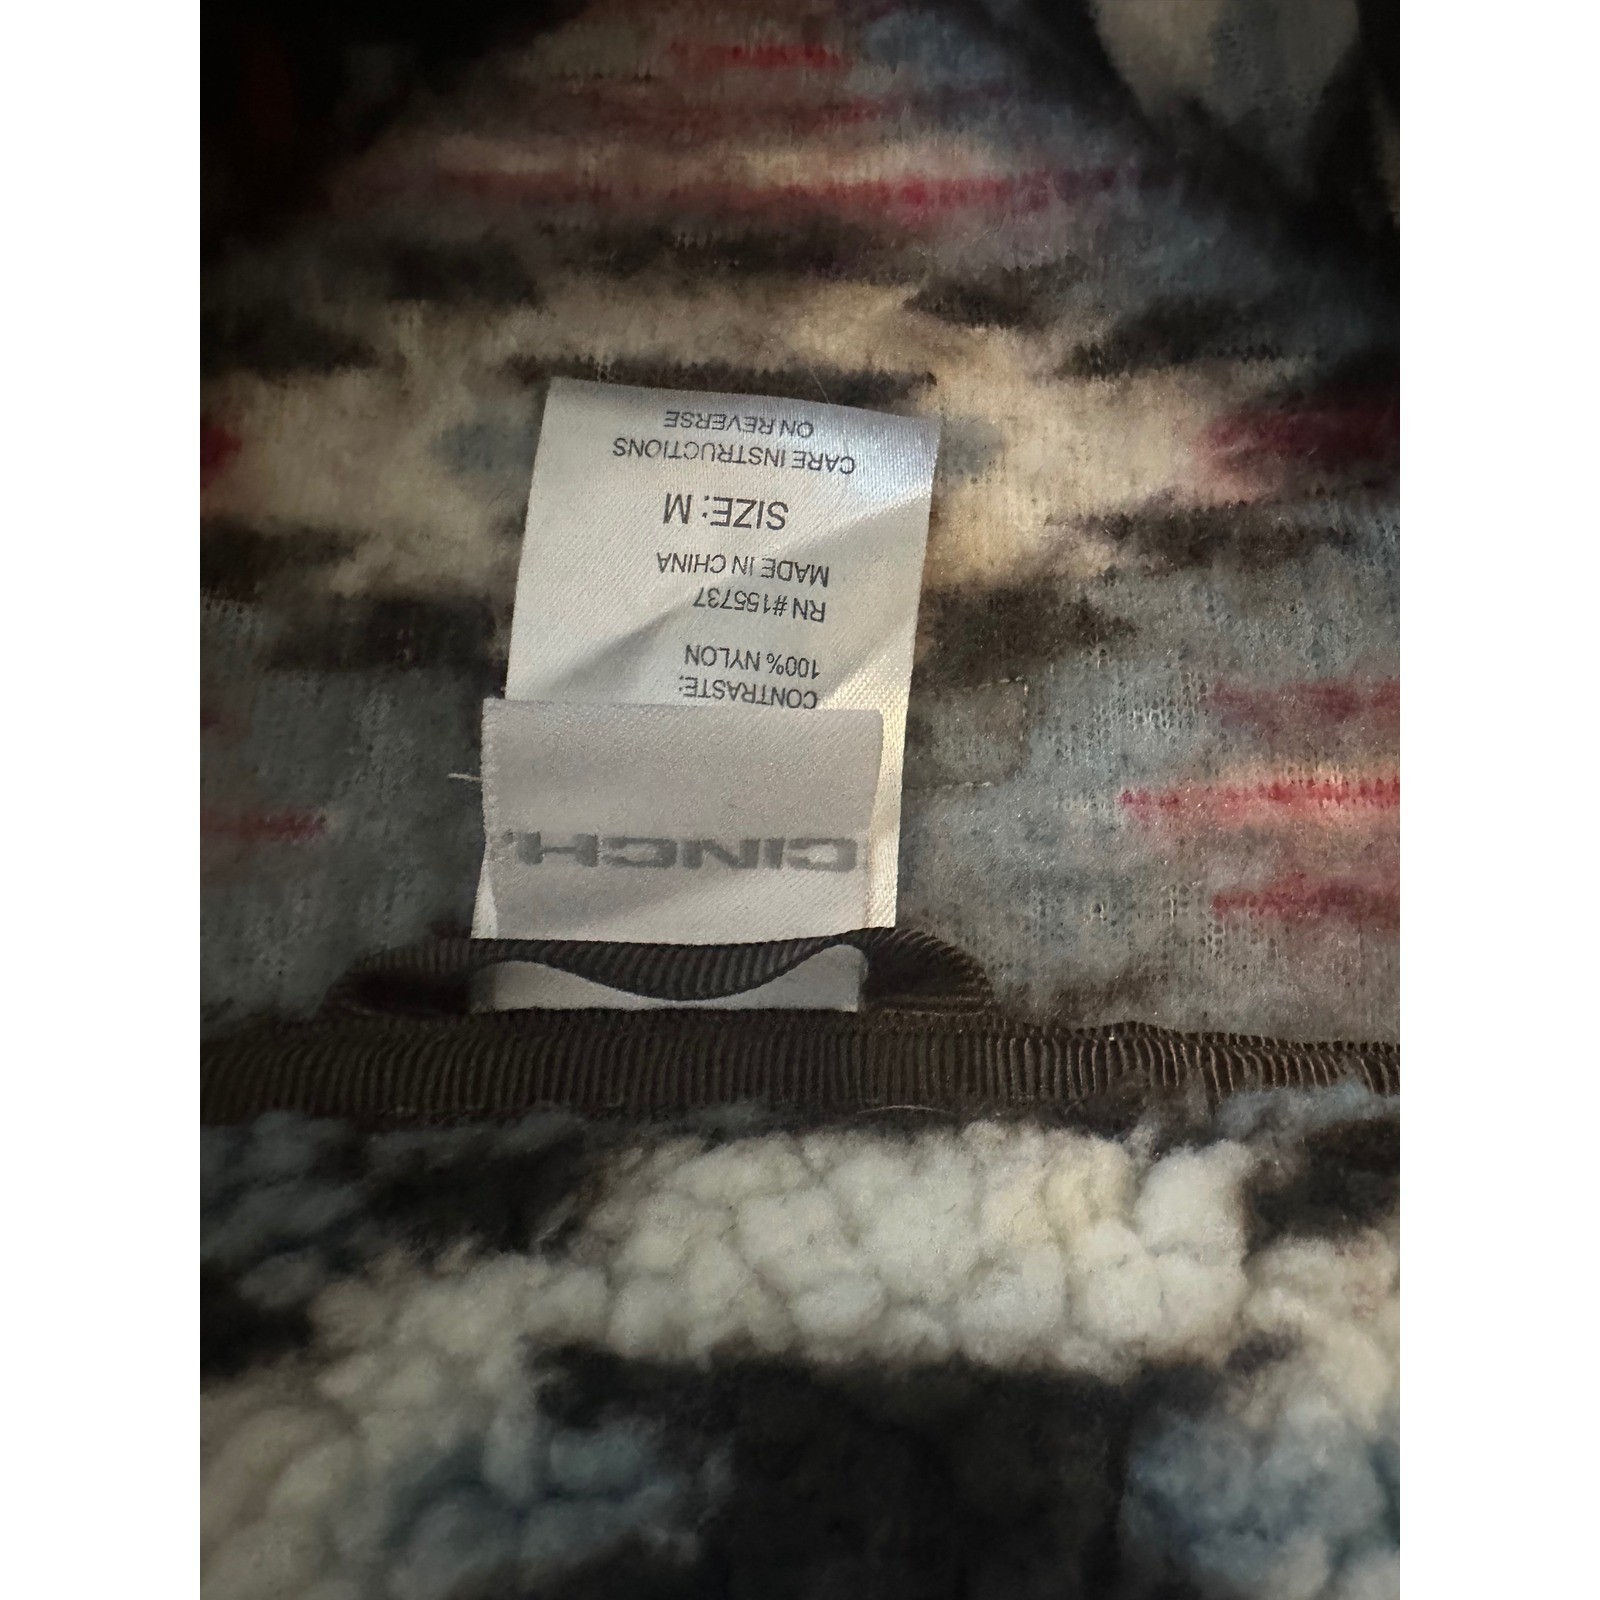 CINCH.
CONTRASTE:
100% NYLON
RN #155737
MADE IN CHINA
SIZE: M
CARE INSTRUCTIONS
ON REVERSE